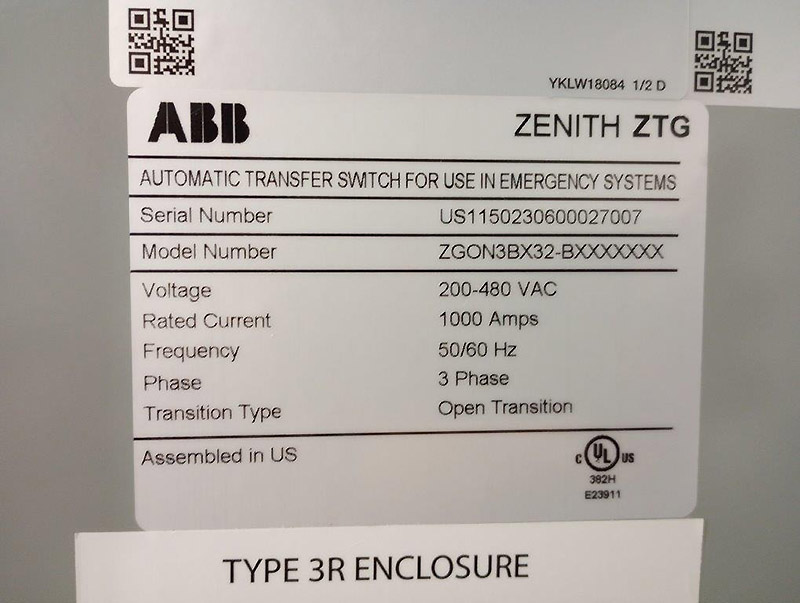 YKLW18084 1/2 D
ABB
ZENITH ZTG
AUTOMATIC TRANSFER SWITCH FOR USE IN EMERGENCY SYSTEMS
Serial Number US1150230600027007
Model Number ZGON3BX32-BXXXXXXX
Voltage 200-480 VAC
Rated Current 1000 Amps
Frequency 50/60 Hz
Phase 3 Phase
Transition Type Open Transition
Assembled in US
C UL US
382H
E23911
TYPE 3R ENCLOSURE